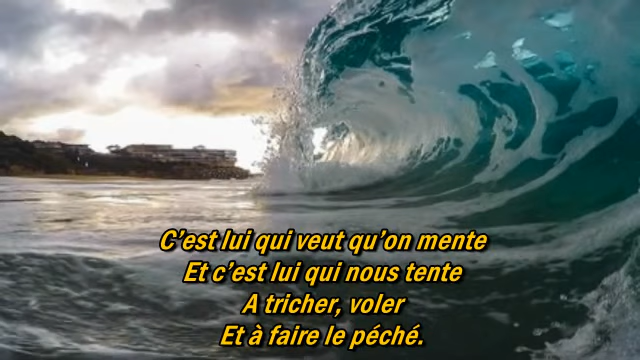 C'est lui qui veut qu'on mente
Et c'est lui qui nous tente
A tricher, voler
Et à faire le péché.